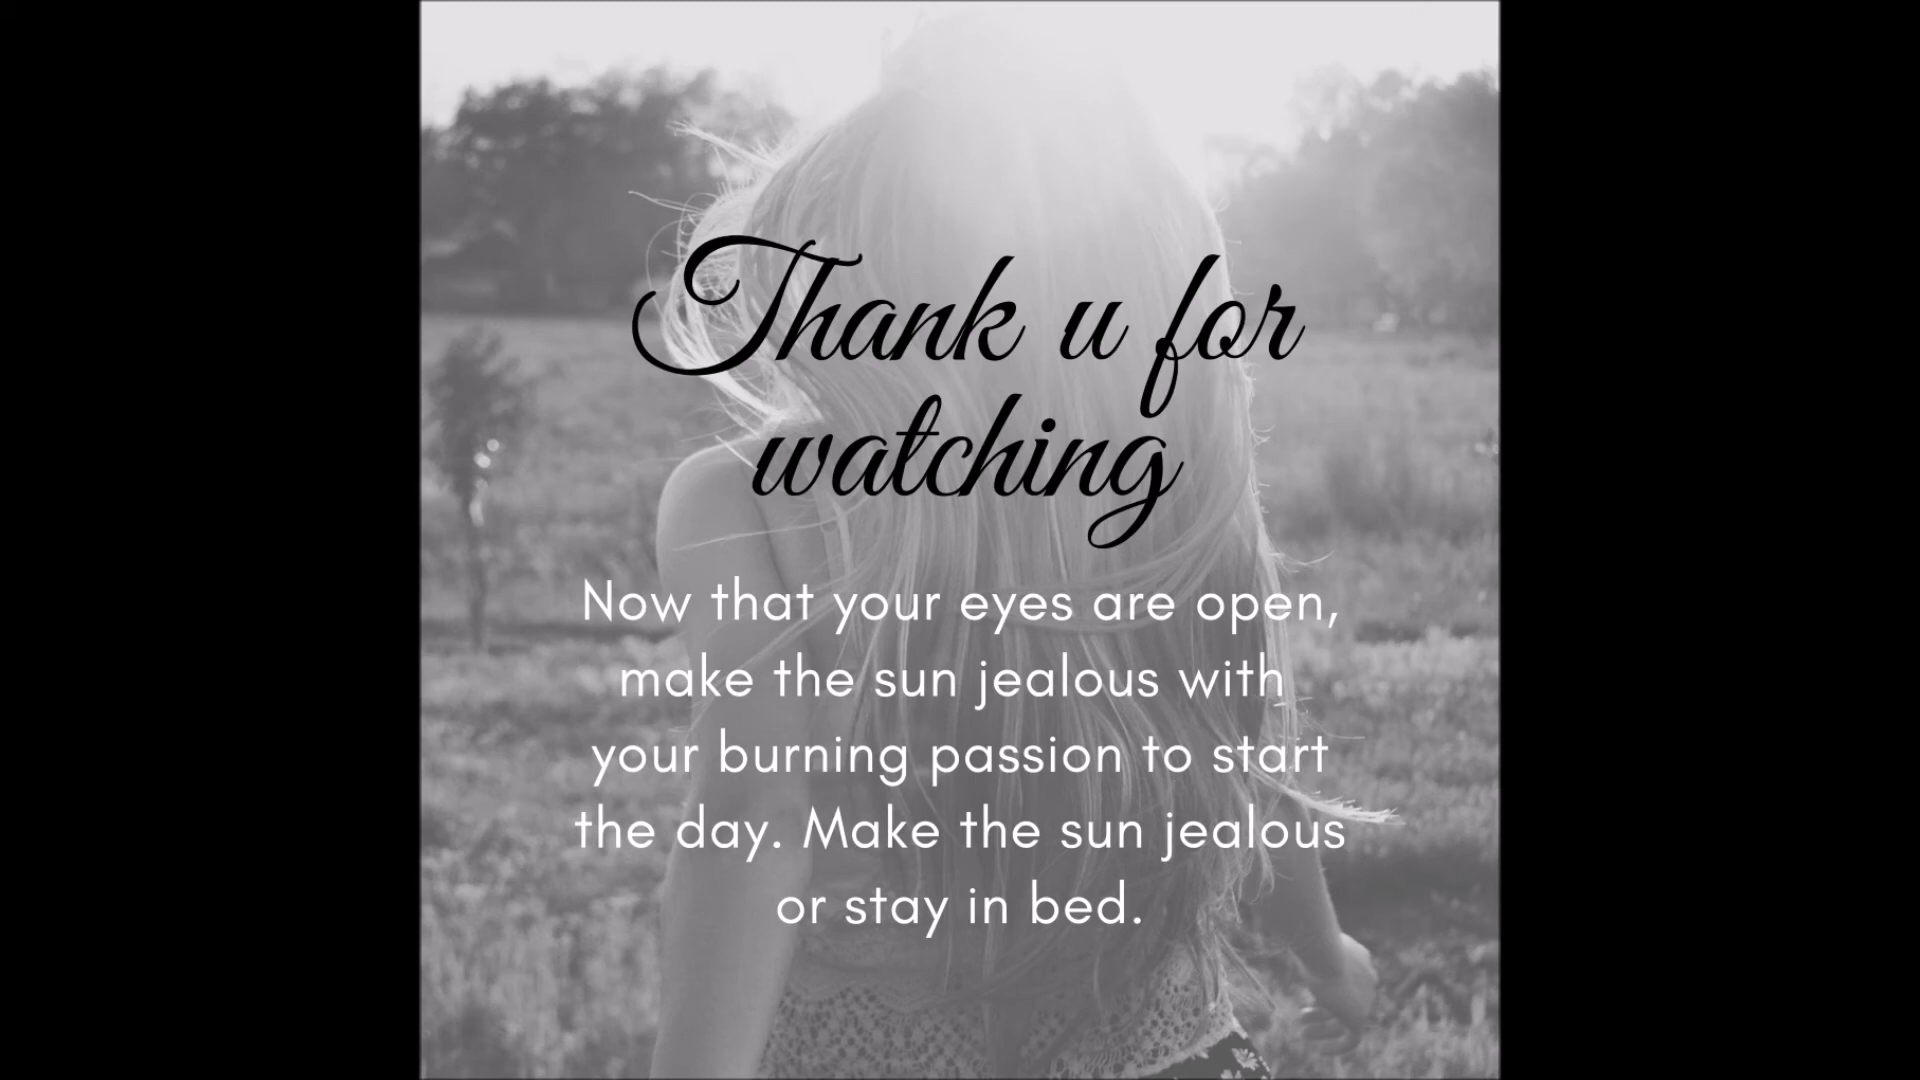 Thank u for
watching
Now that your eyes are open,
make the sun jealous with
your burning passion to start
the day. Make the sun jealous
or stay in bed.